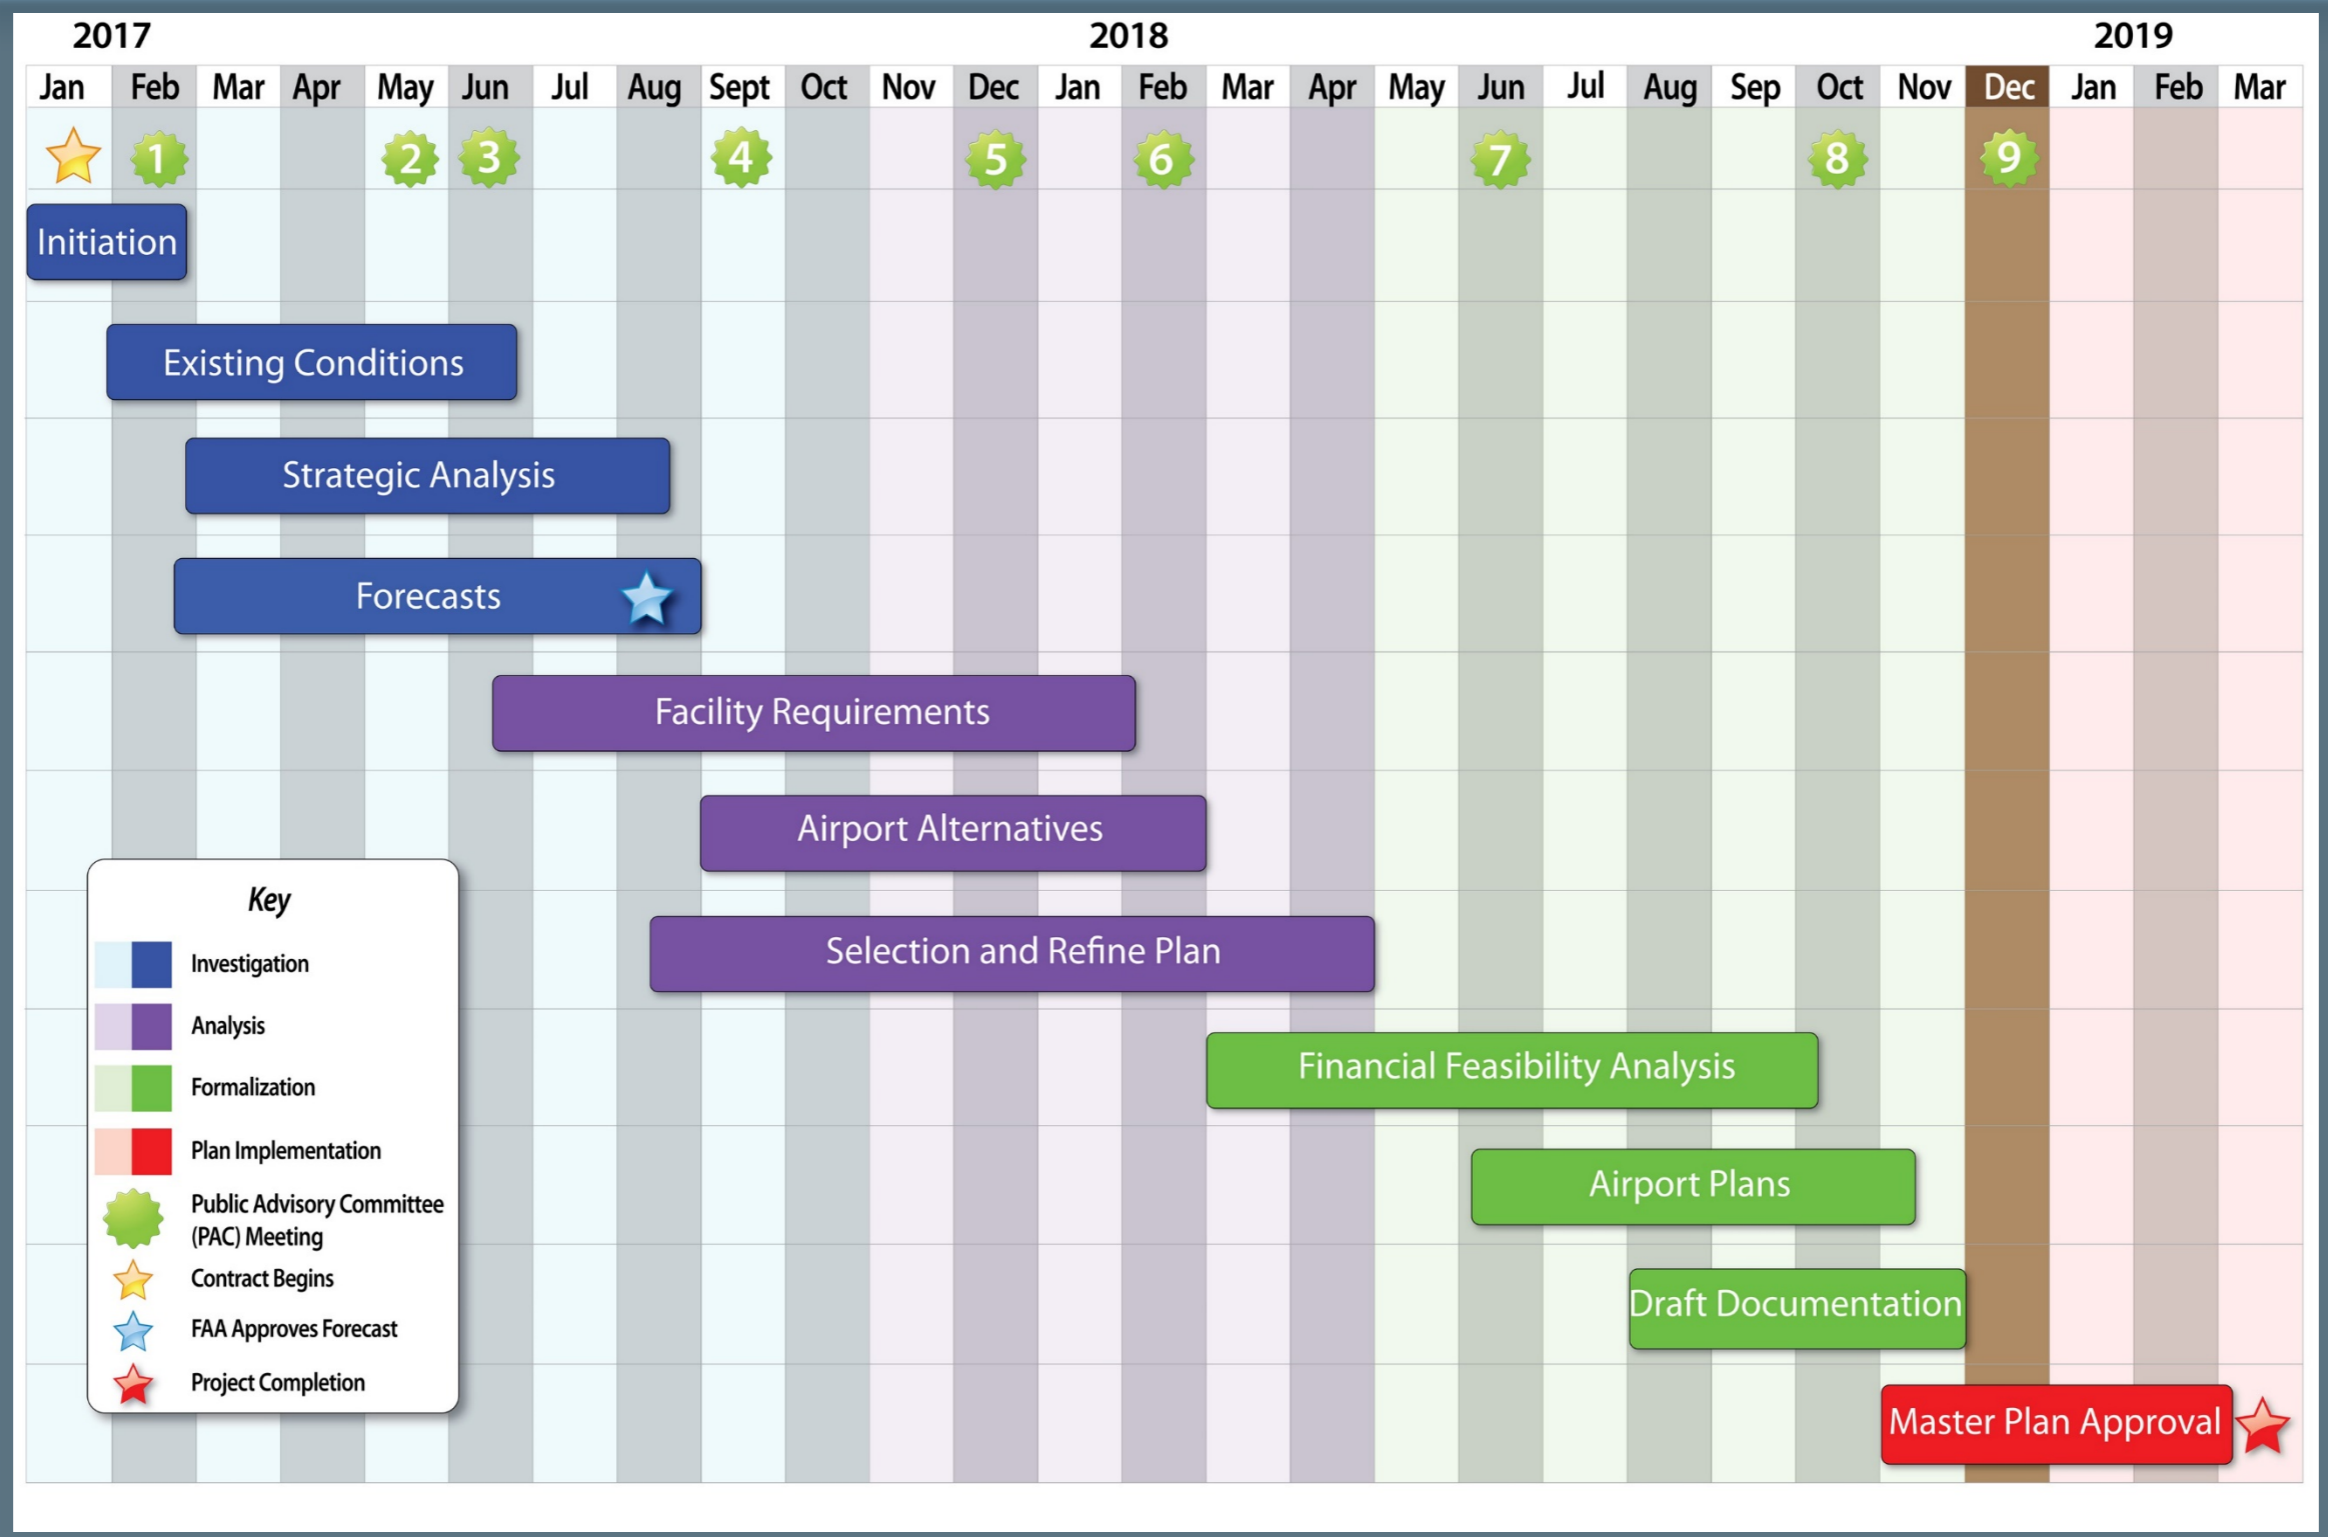 2017 2018 2019
Jan Feb Mar Apr May Jun Jul Aug Sept Oct Nov Dec Jan Feb Mar Apr May Jun Jul Aug Sep Oct Nov Dec Jan Feb Mar
1 2 3 4 5 6 7 8 9
Initiation
Existing Conditions
Strategic Analysis
Forecasts
Facility Requirements
Airport Alternatives
Selection and Refine Plan
Financial Feasibility Analysis
Airport Plans
Draft Documentation
Master Plan Approval
Key
Investigation
Analysis
Formalization
Plan Implementation
Public Advisory Committee
(PAC) Meeting
Contract Begins
FAA Approves Forecast
Project Completion